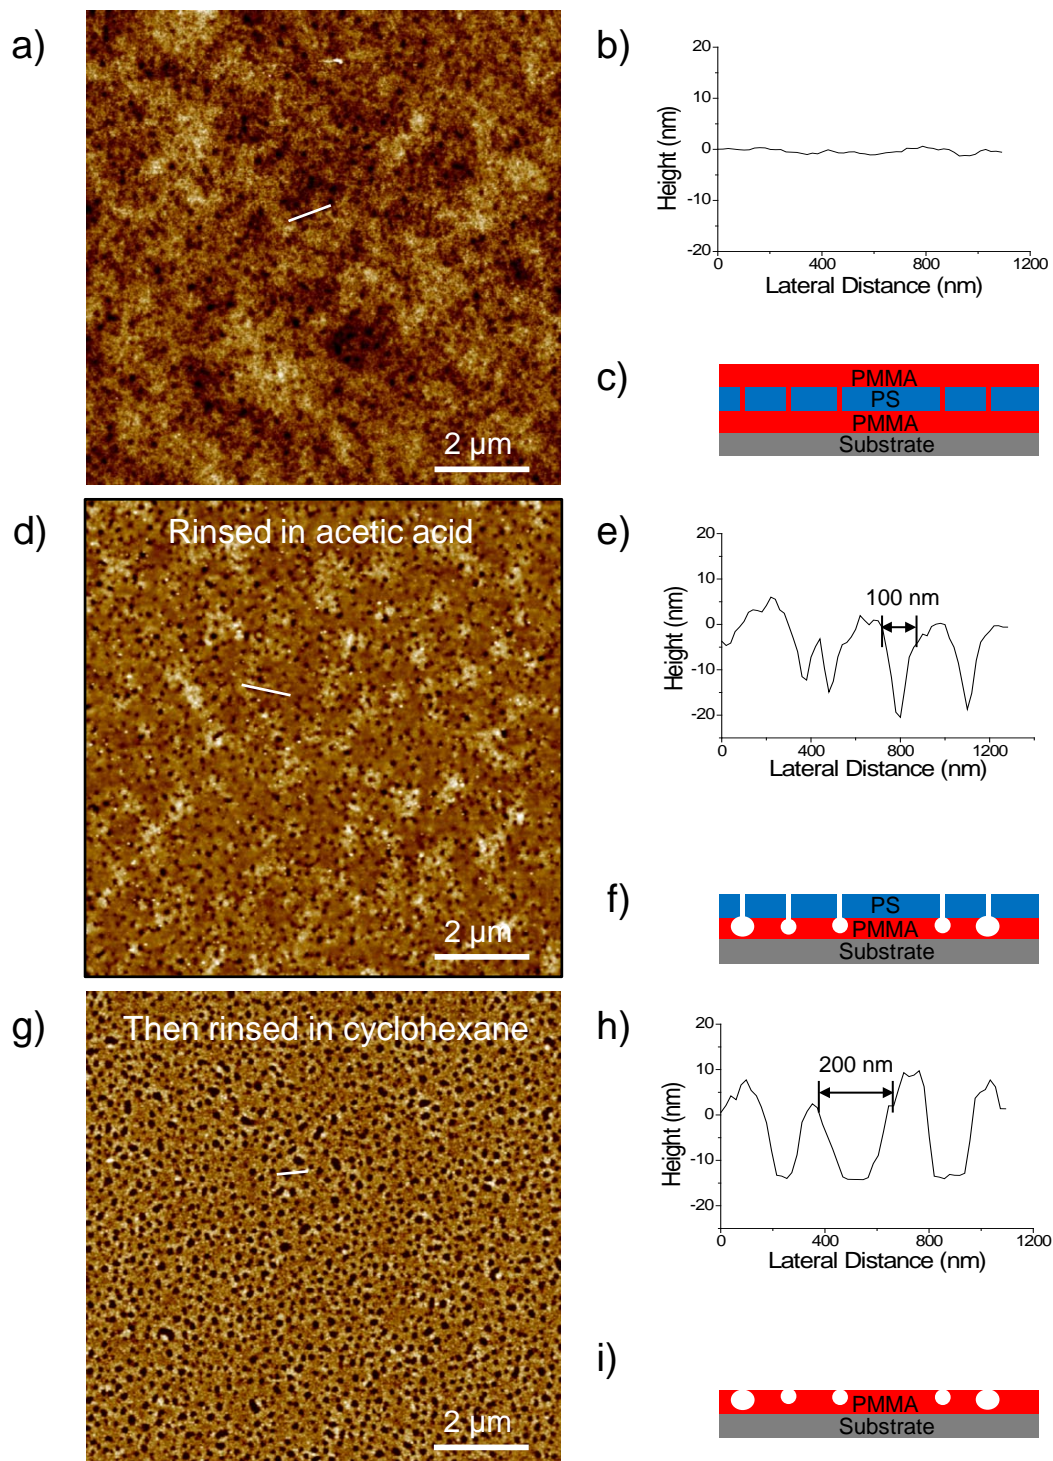 a)
2 µm
b)
20
10
0
-10
-20
0
400
800
1200
Height (nm)
Lateral Distance (nm)
c)
PMMA
PS
PMMA
Substrate
d)
Rinsed in acetic acid
2 µm
e)
20
10
0
-10
-20
0
400
800
1200
Height (nm)
100 nm
Lateral Distance (nm)
f)
PS
PMMA
Substrate
g)
Then rinsed in cyclohexane
2 µm
h)
20
10
0
-10
-20
0
400
800
1200
Height (nm)
200 nm
Lateral Distance (nm)
i)
PMMA
Substrate